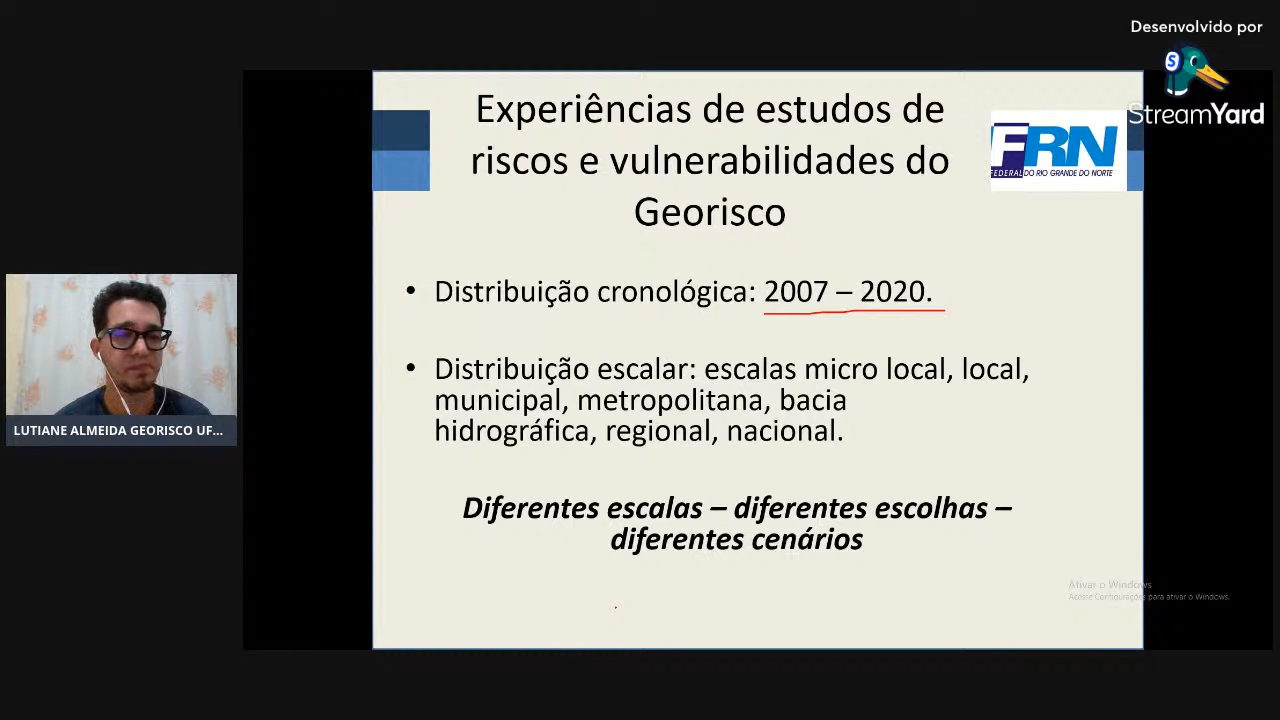 Desenvolvido por
StreamYard
Experiências de estudos de
riscos e vulnerabilidades do
Georisco
FRN
FEDERAL DO RIO GRANDE DO NORTE
• Distribuição cronológica: 2007 – 2020.
• Distribuição escalar: escalas micro local, local,
municipal, metropolitana, bacia
hidrográfica, regional, nacional.
Diferentes escalas – diferentes escolhas –
diferentes cenários
LUTIANE ALMEIDA GEORISCO UF...
Ativar o Windows
Acesse Configurações para ativar o Windows.